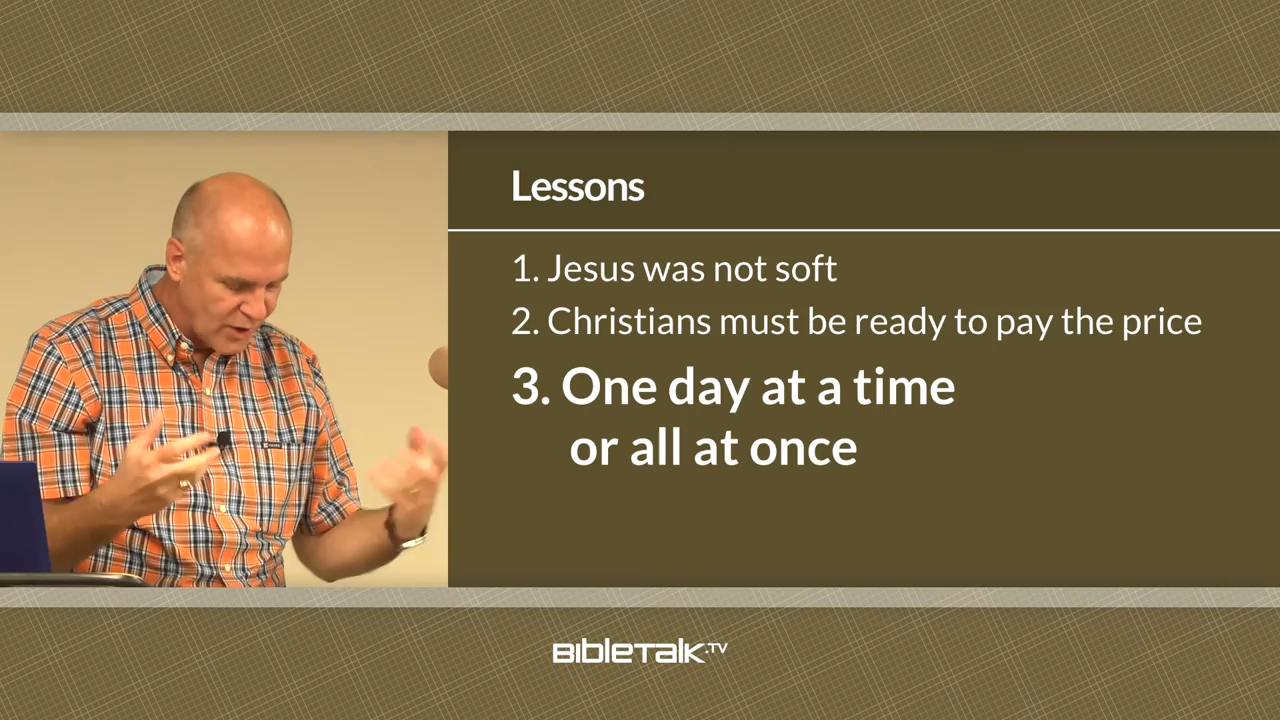 Lessons
1. Jesus was not soft
2. Christians must be ready to pay the price
3. One day at a time
or all at once
BIBLETALK.TV